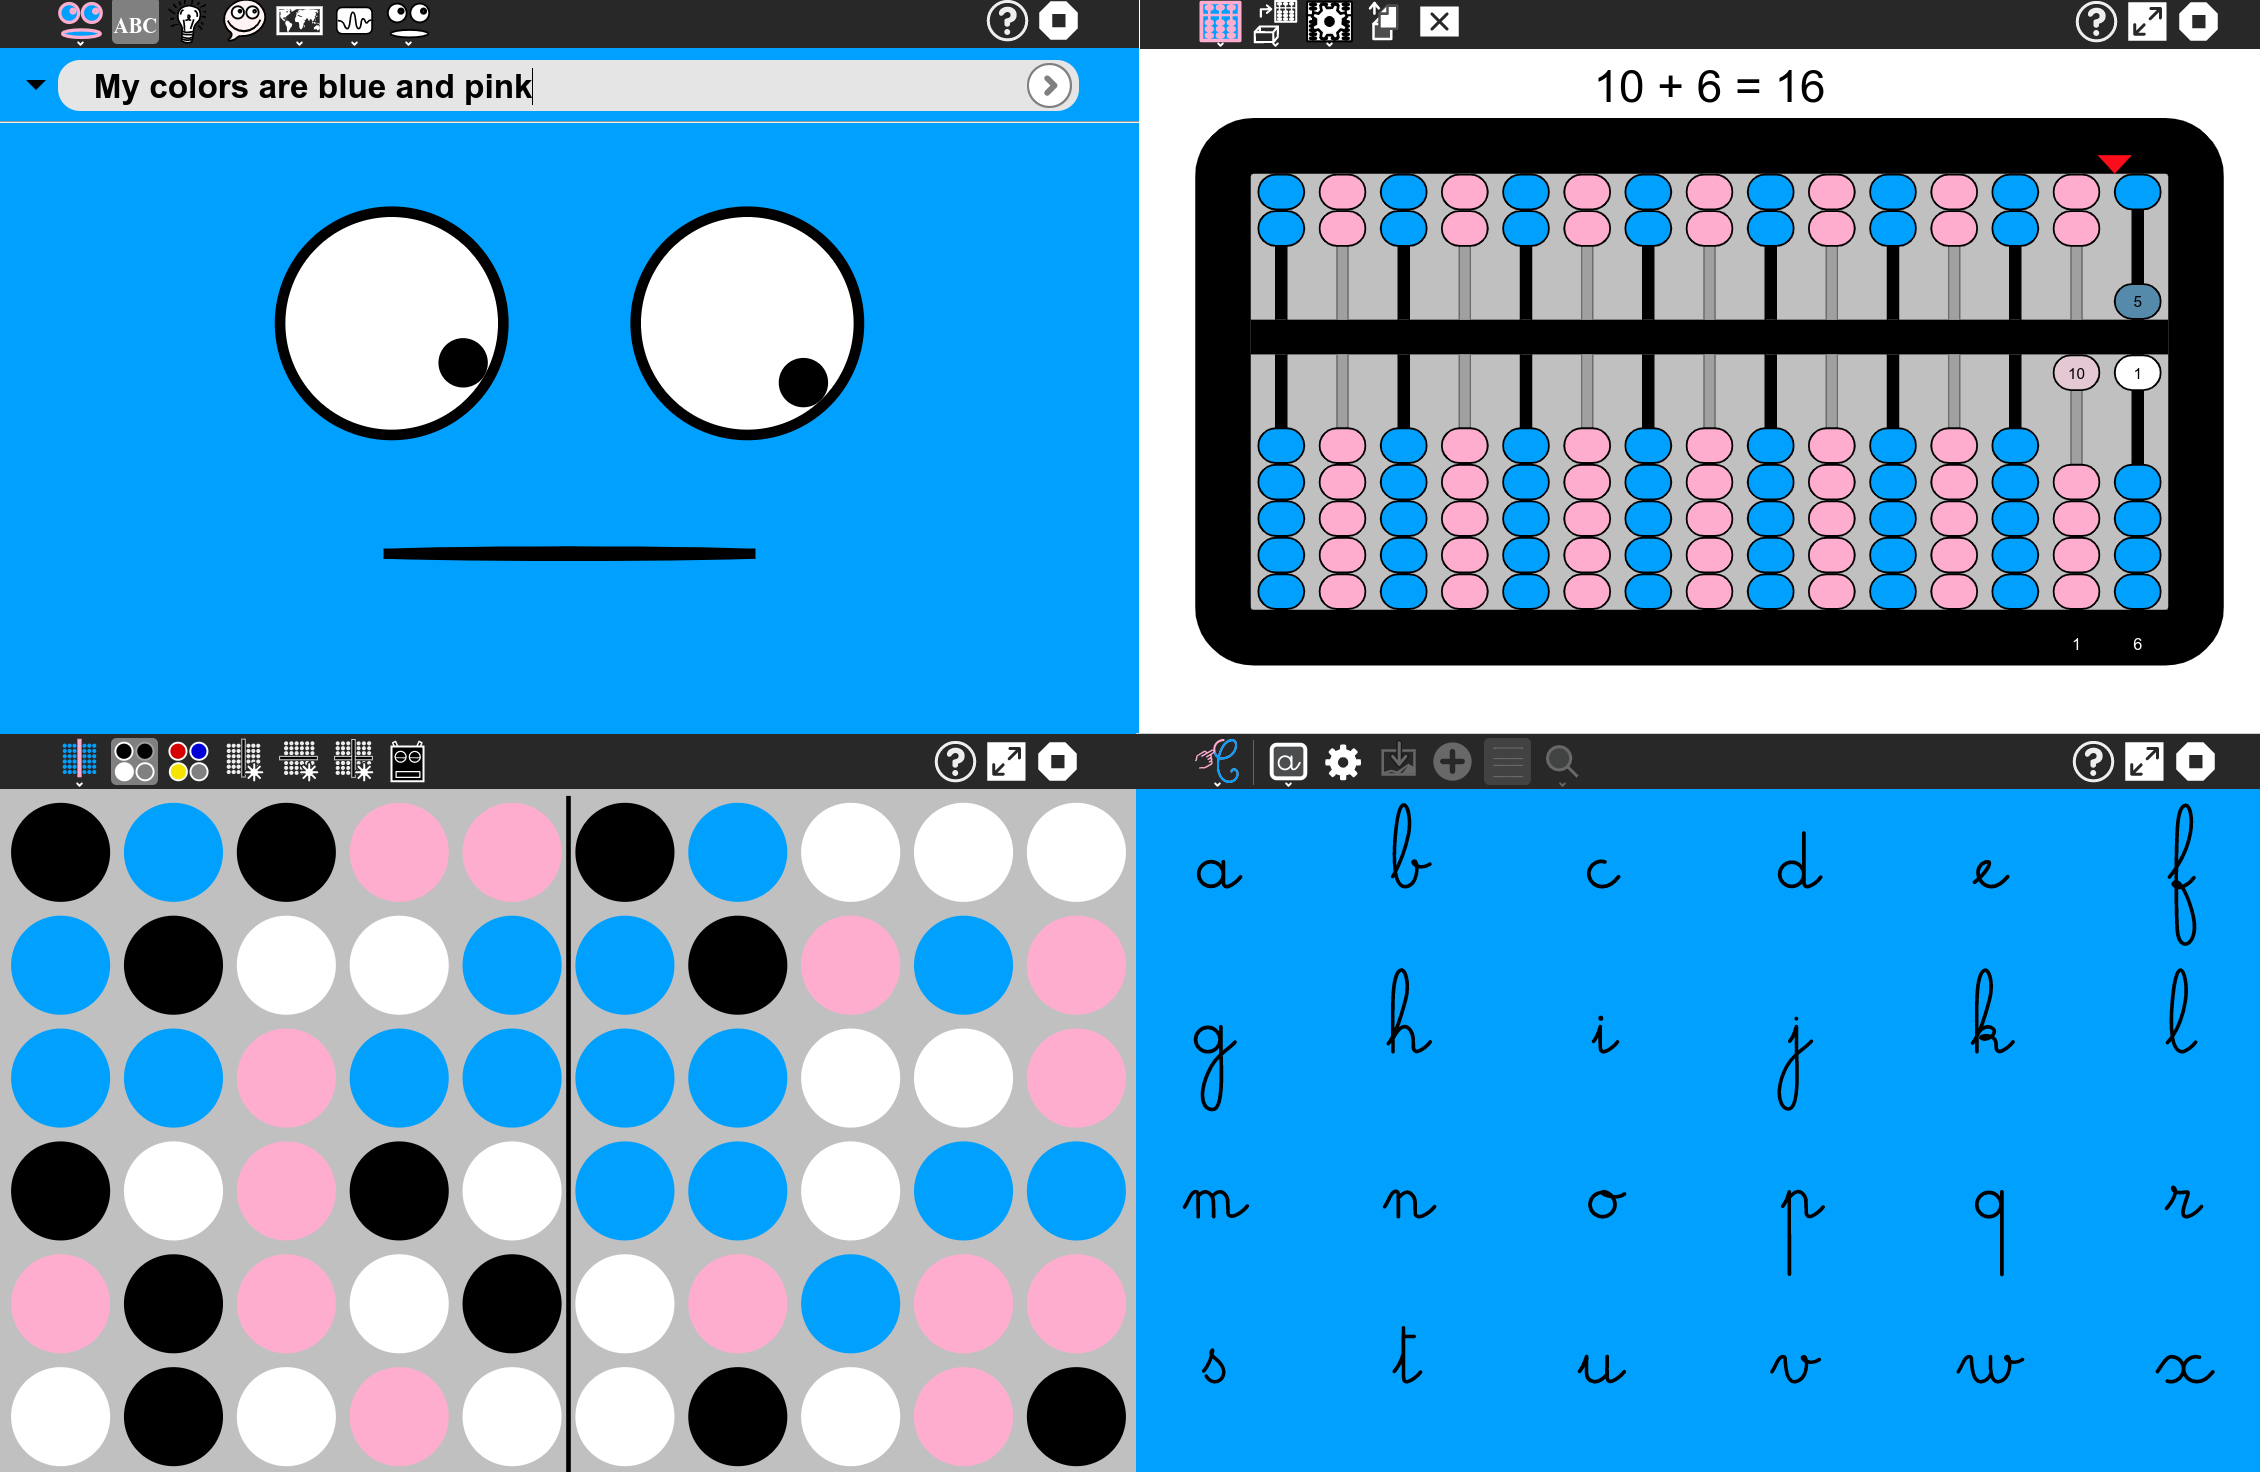 ABC
My colors are blue and pink
10 + 6 = 16
5
10 1
1 6
a
a b c d e f
g h i j k l
m n o p q r
s t u v w x